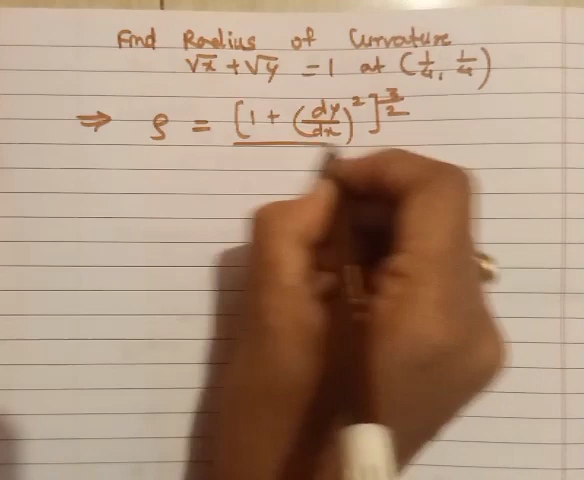 Find Radius of Curvature
√x + √y = 1 at (1/4, 1/4)
⇒ ρ = [1 + (dy/dx)²]^(3/2)